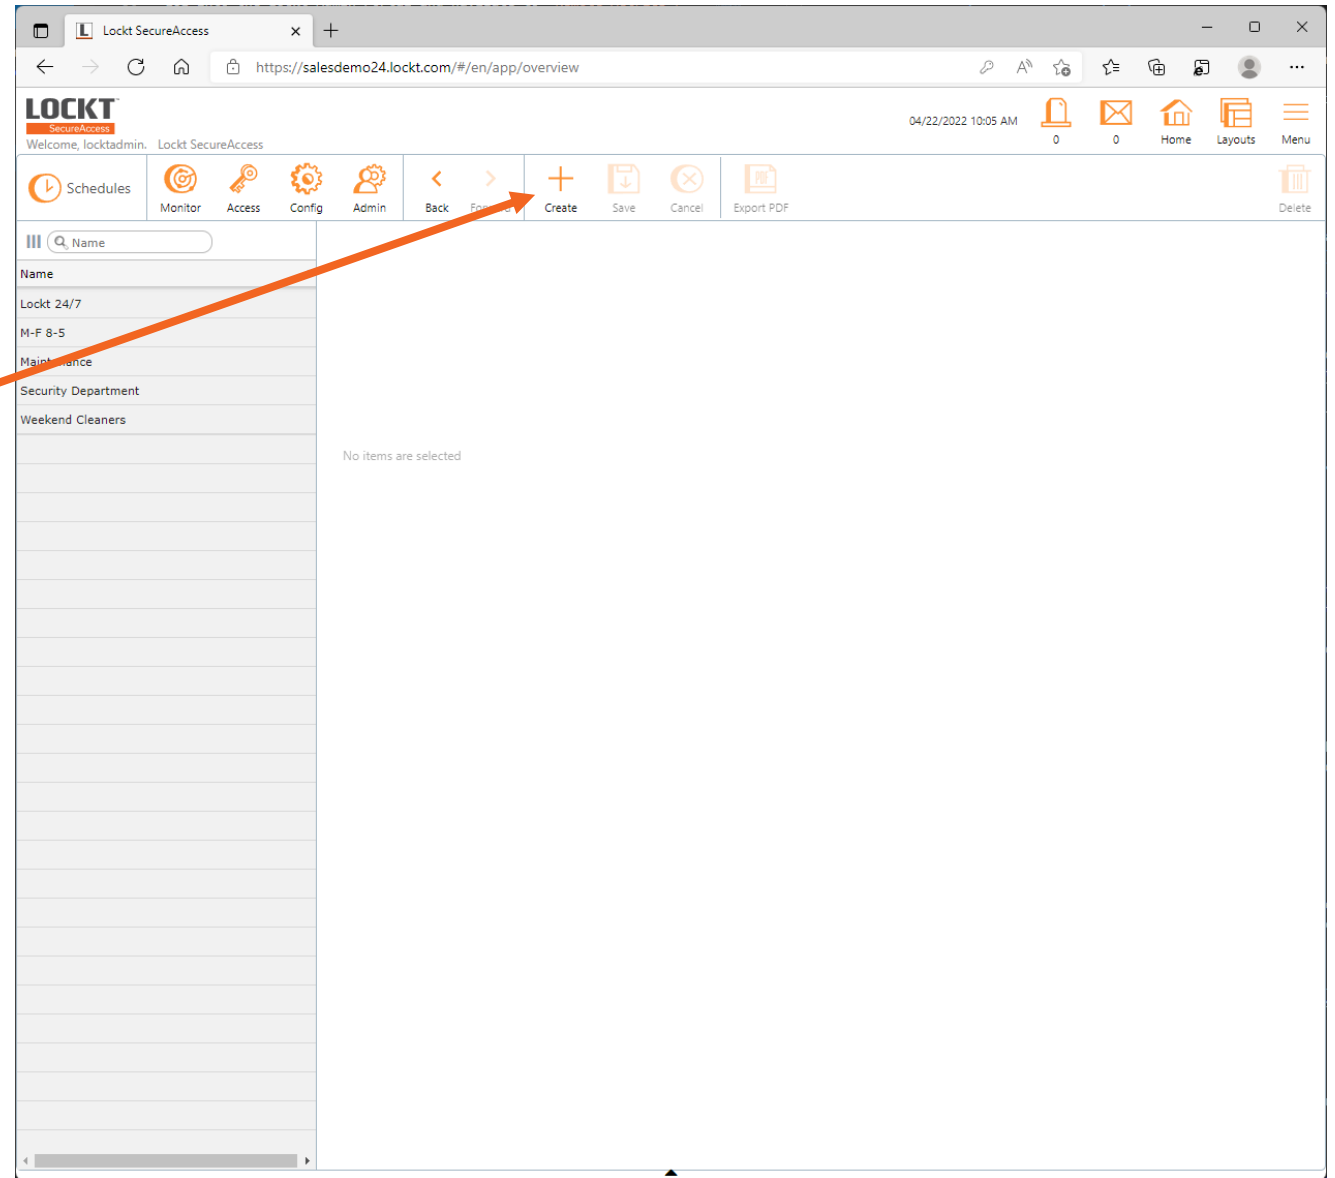 Lockt SecureAccess
https://salesdemo24.lockt.com/#/en/app/overview
LOCKT
SecureAccess
Welcome, locktadmin. Lockt SecureAccess
04/22/2022 10:05 AM
0 0 Home Layouts Menu
Schedules Monitor Access Config Admin Back Create Save Cancel Export PDF Delete
Name
Name
Lockt 24/7
M-F 8-5
Maintenance
Security Department
Weekend Cleaners
No items are selected